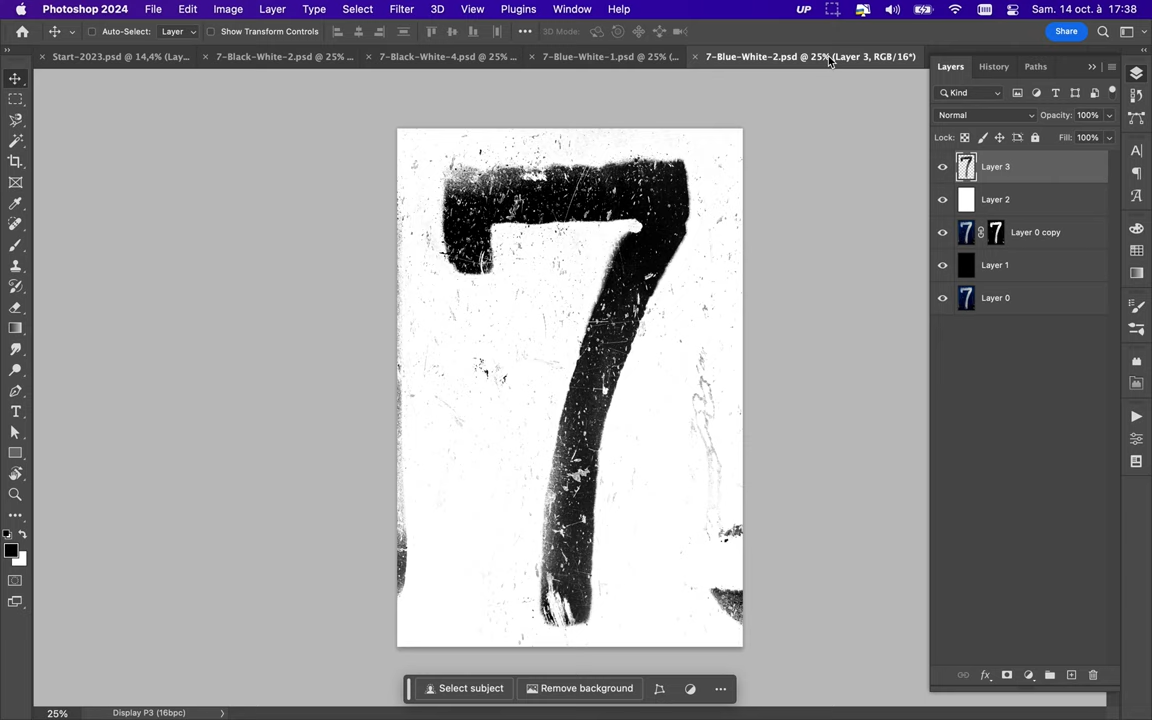 Photoshop 2024 File Edit Image Layer Type Select Filter 3D View Plugins Window Help UP Sam. 14 oct. à 17:38
Auto-Select: Layer Show Transform Controls 3D Mode: Share
Start-2023.psd @ 14,4% (Lay... 7-Black-White-2.psd @ 25% ... 7-Black-White-4.psd @ 25% ... 7-Blue-White-1.psd @ 25% (... 7-Blue-White-2.psd @ 25% (Layer 3, RGB/16*)
Layers History Paths
Kind
Normal Opacity: 100%
Lock: Fill: 100%
Layer 3
Layer 2
Layer 0 copy
Layer 1
Layer 0
7
Select subject Remove background
25% Display P3 (16bpc)